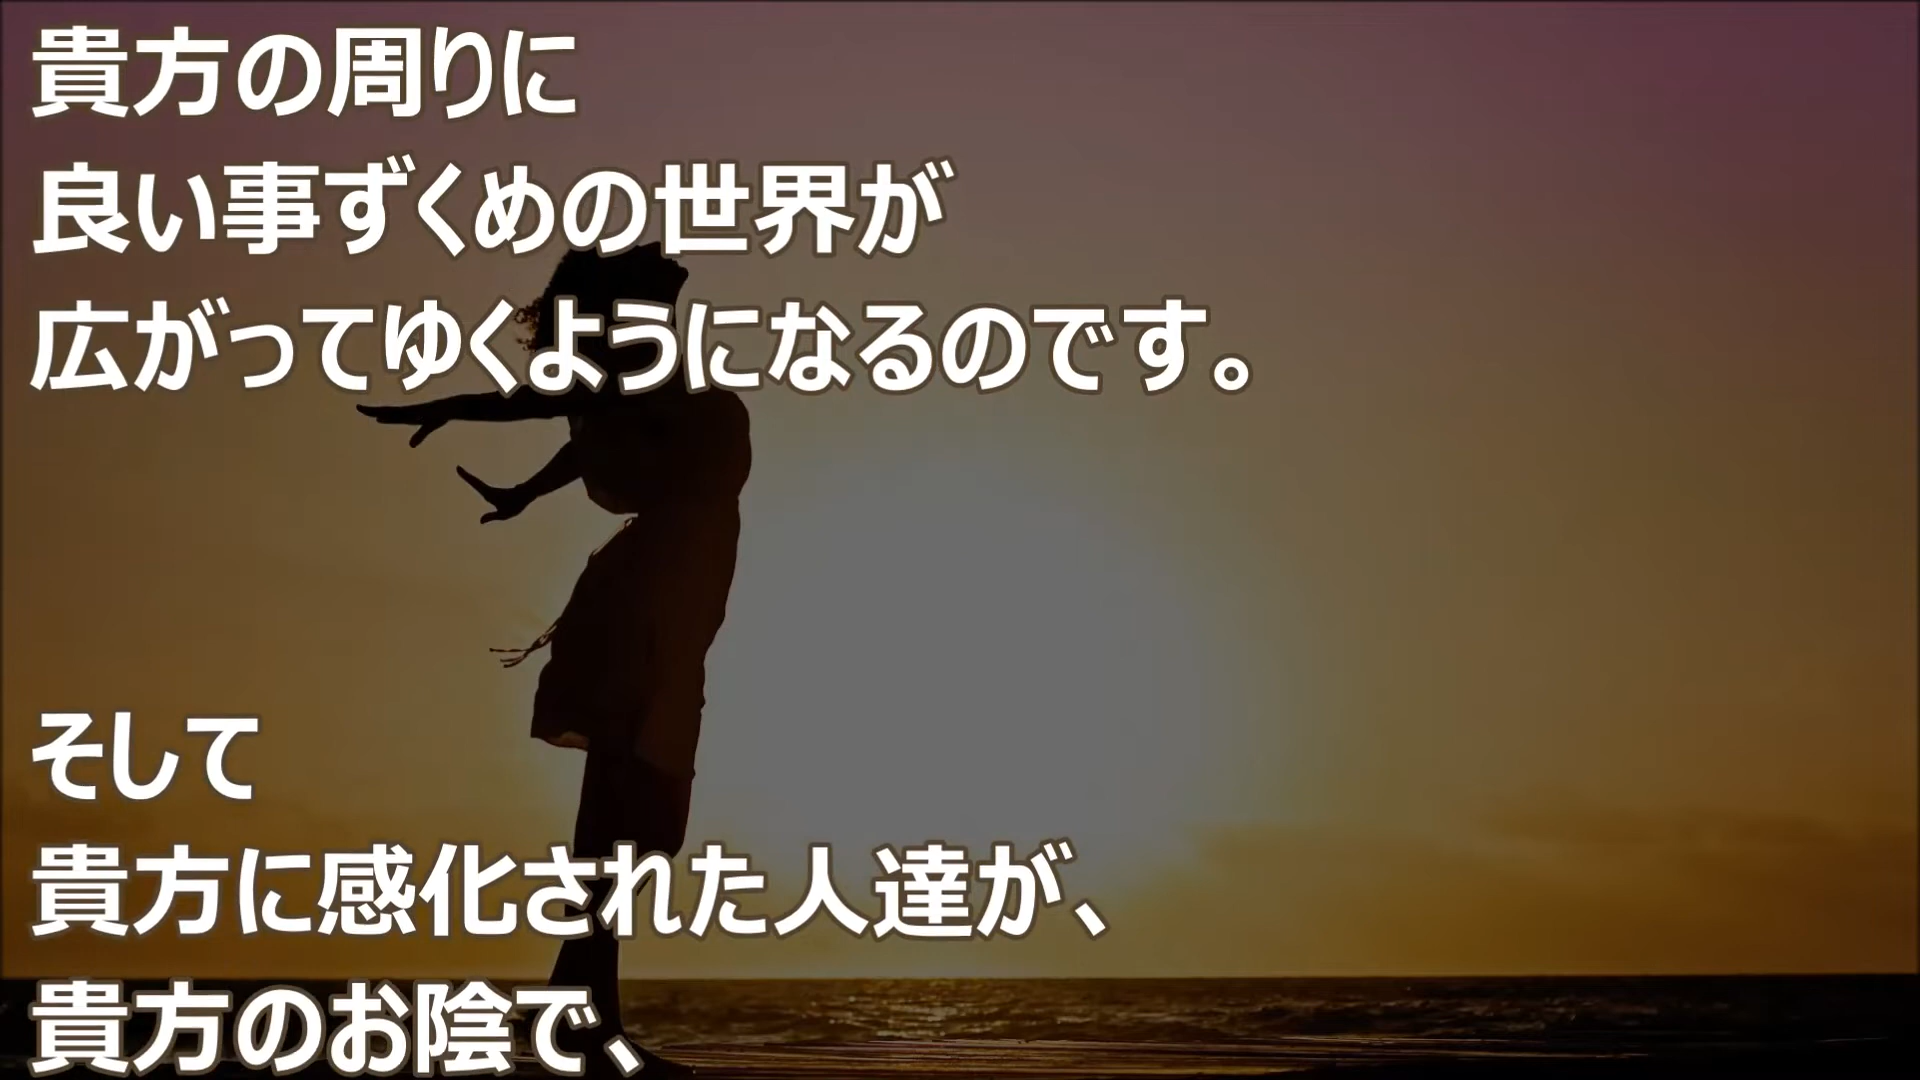 貴方の周りに
良い事ずくめの世界が
広がってゆくようになるのです。
そして
貴方に感化された人達が、
貴方のお陰で、